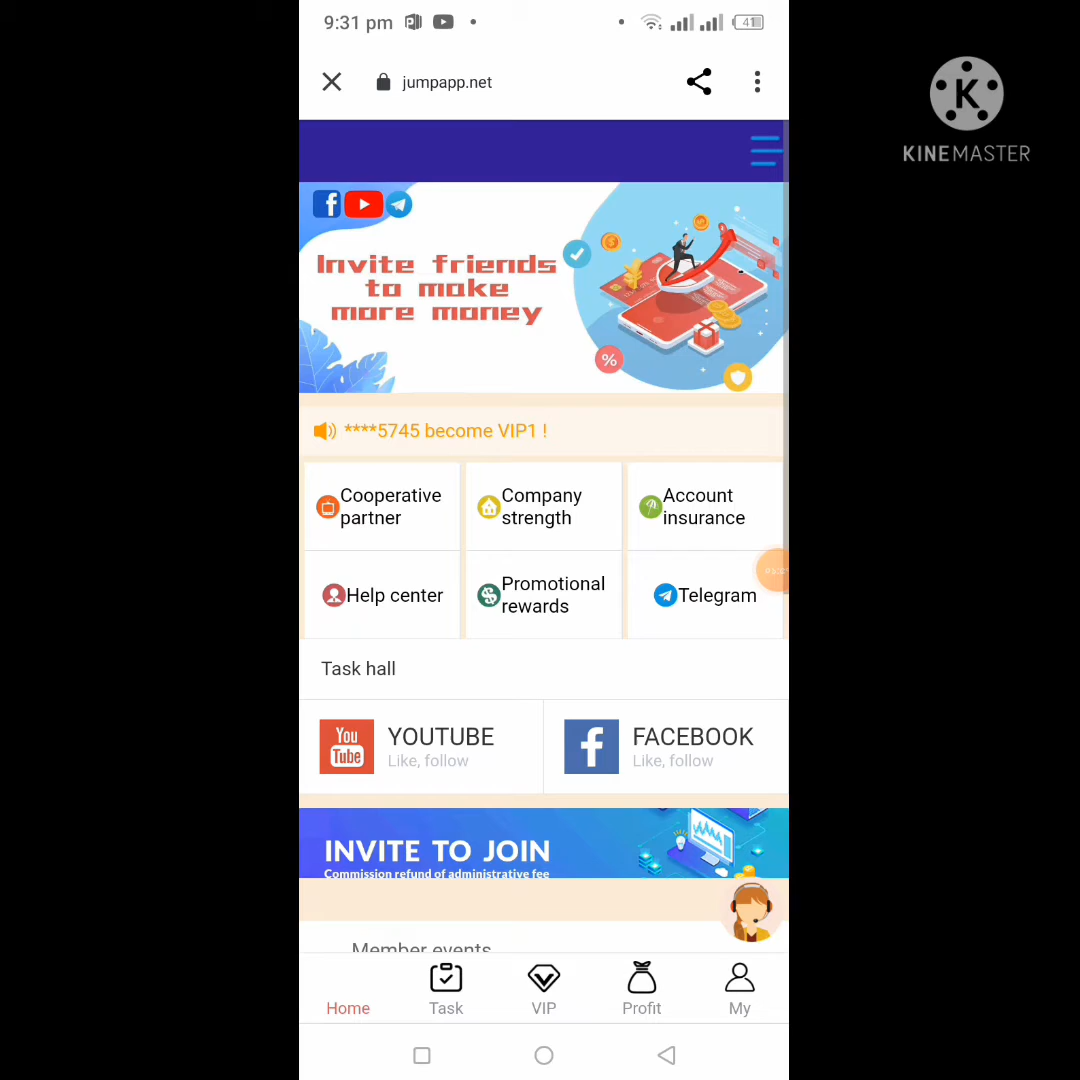 9:31 pm
41
jumpapp.net
K
KINEMASTER
Invite friends
to make
more money
%
****5745 become VIP1 !
Cooperative
partner
Company
strength
Account
insurance
Help center
Promotional
rewards
Telegram
Task hall
You
Tube
YOUTUBE
Like, follow
FACEBOOK
Like, follow
INVITE TO JOIN
Commission refund of administrative fee
Member events
Home
Task
VIP
Profit
My